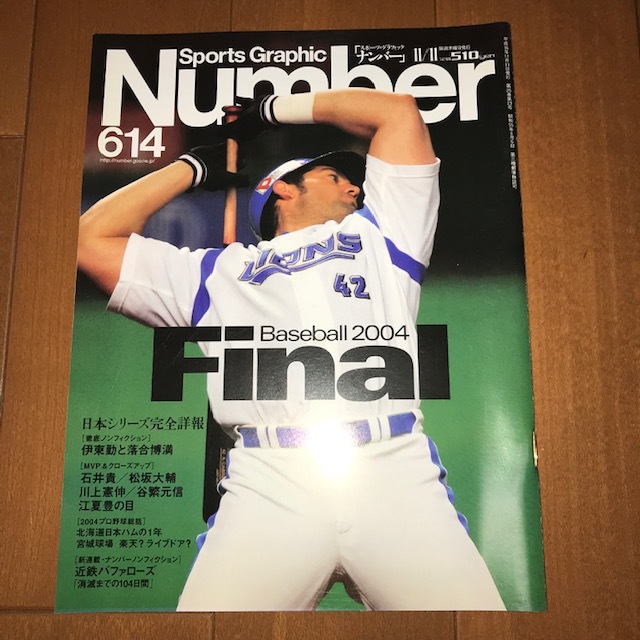 Sports Graphic
「スポーツ・グラフィック
ナンバー」
11/11
510yen
Number
614
http://number.goo.ne.jp/
LIONS
42
Baseball 2004
Final
日本シリーズ完全詳報
[徹底ノンフィクション]
伊東勤と落合博満
[MVP&クローズアップ]
石井貴／松坂大輔
川上憲伸／谷繁元信
江夏豊の目
[2004プロ野球総括]
北海道日本ハムの1年
宮城球場 楽天？ライブドア？
[新連載・ナンバーノンフィクション]
近鉄バファローズ
「消滅までの104日間」